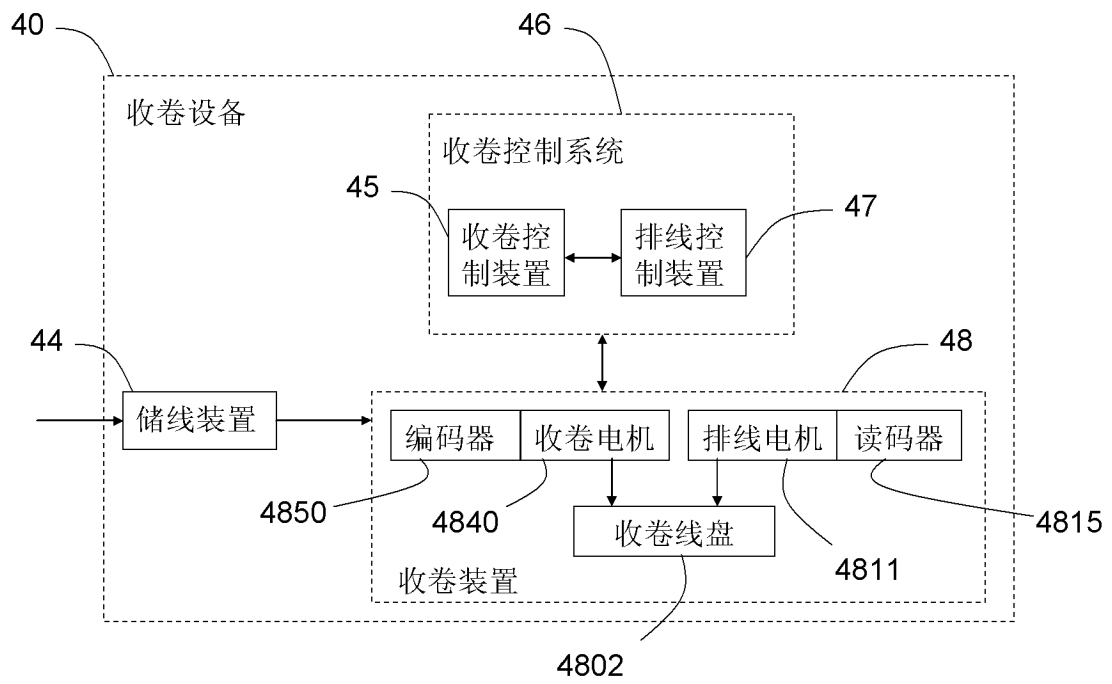 40
46
收卷设备
收卷控制系统
45
47
收卷控
制装置
排线控
制装置
44
48
储线装置
编码器
收卷电机
排线电机
读码器
4850
4840
收卷线盘
4811
4815
收卷装置
4802